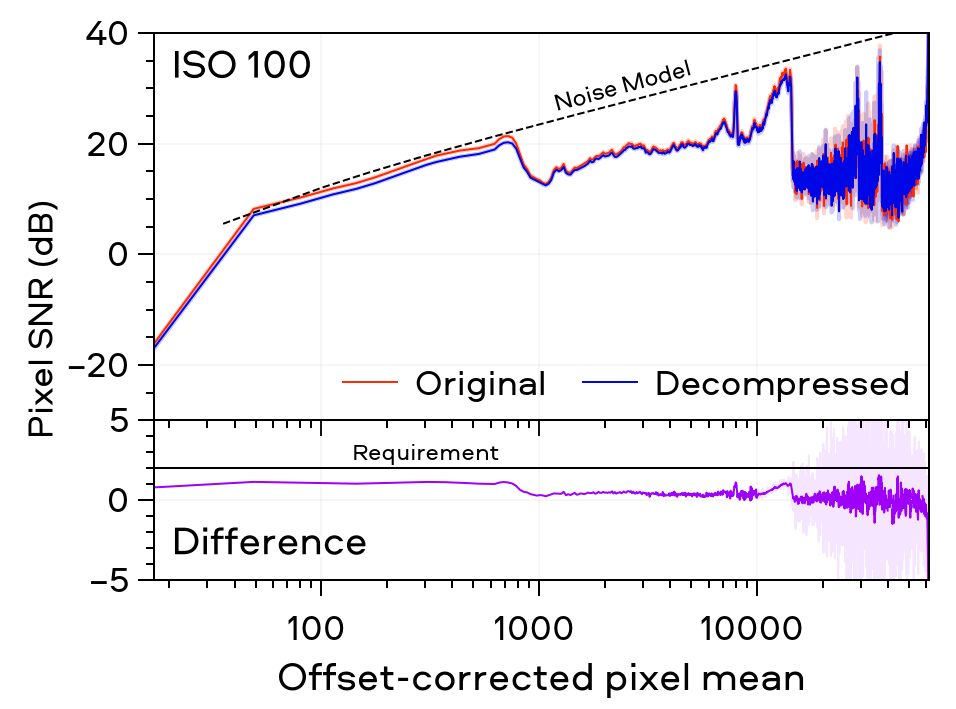 40
ISO 100
Noise Model
20
0
−20
Pixel SNR (dB)
Original
Decompressed
5
Requirement
0
Difference
−5
100
1000
10000
Offset-corrected pixel mean